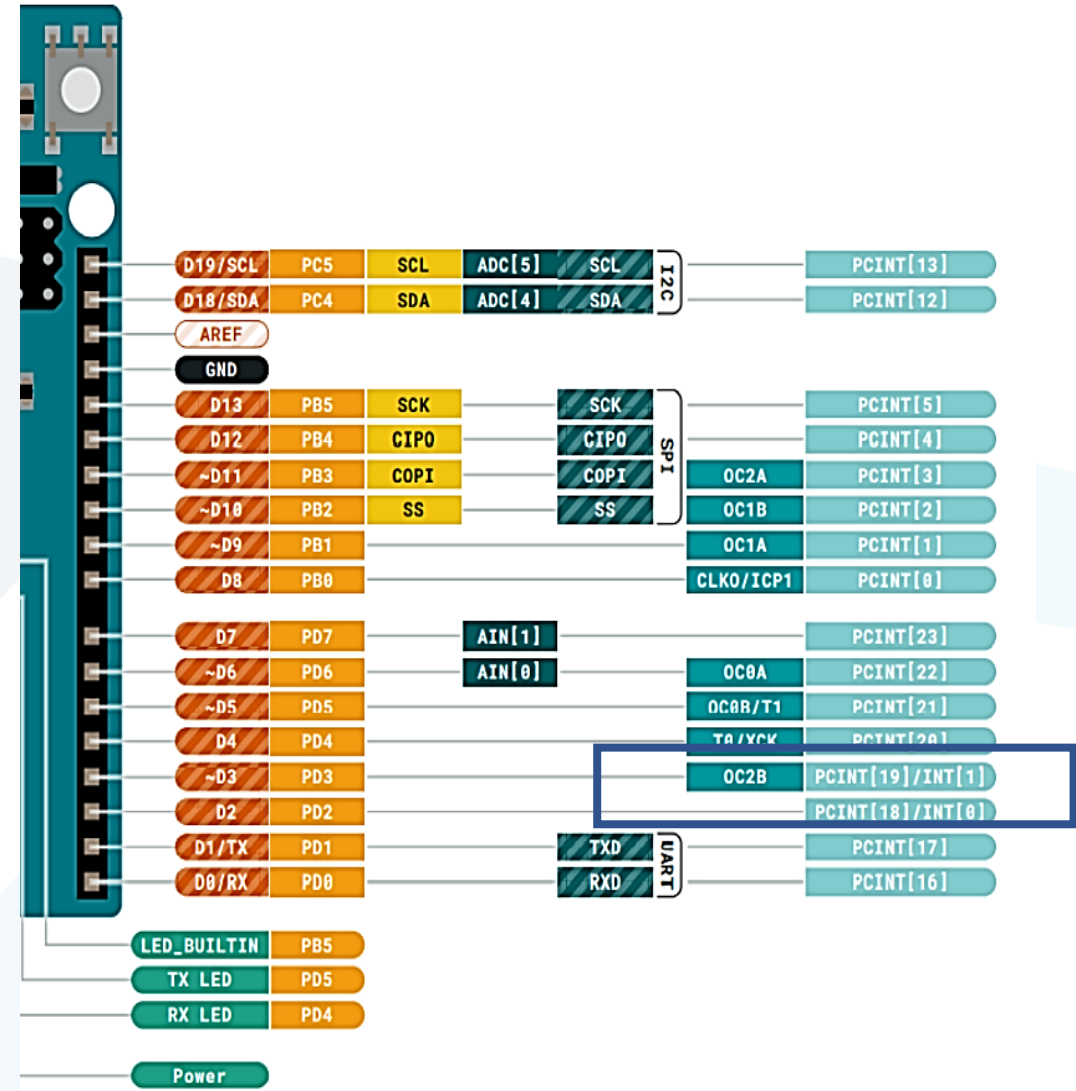 D19/SCL PC5 SCL ADC[5] SCL PCINT[13]
I2C
D18/SDA PC4 SDA ADC[4] SDA PCINT[12]
AREF
GND
D13 PB5 SCK SCK PCINT[5]
D12 PB4 CIPO CIPO PCINT[4]
SPI
~D11 PB3 COPI COPI OC2A PCINT[3]
~D10 PB2 SS SS OC1B PCINT[2]
~D9 PB1 OC1A PCINT[1]
D8 PB0 CLKO/ICP1 PCINT[0]
D7 PD7 AIN[1] PCINT[23]
~D6 PD6 AIN[0] OC0A PCINT[22]
~D5 PD5 OC0B/T1 PCINT[21]
D4 PD4 T0/XCK PCINT[20]
~D3 PD3 OC2B PCINT[19]/INT[1]
D2 PD2 PCINT[18]/INT[0]
D1/TX PD1 TXD PCINT[17]
UART
D0/RX PD0 RXD PCINT[16]
LED_BUILTIN PB5
TX LED PD5
RX LED PD4
Power